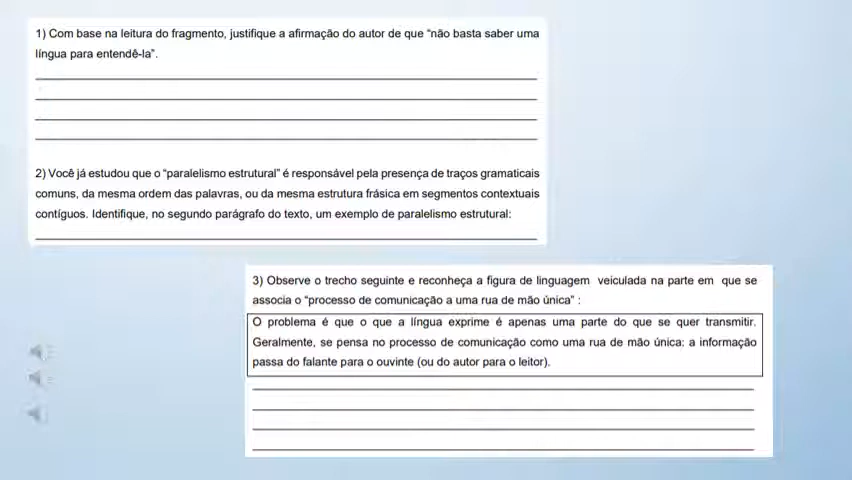 1) Com base na leitura do fragmento, justifique a afirmação do autor de que “não basta saber uma
língua para entendê-la”.
2) Você já estudou que o “paralelismo estrutural” é responsável pela presença de traços gramaticais
comuns, da mesma ordem das palavras, ou da mesma estrutura frásica em segmentos contextuais
contíguos. Identifique, no segundo parágrafo do texto, um exemplo de paralelismo estrutural:
3) Observe o trecho seguinte e reconheça a figura de linguagem veiculada na parte em que se
associa o “processo de comunicação a uma rua de mão única” :
O problema é que o que a língua exprime é apenas uma parte do que se quer transmitir.
Geralmente, se pensa no processo de comunicação como uma rua de mão única: a informação
passa do falante para o ouvinte (ou do autor para o leitor).